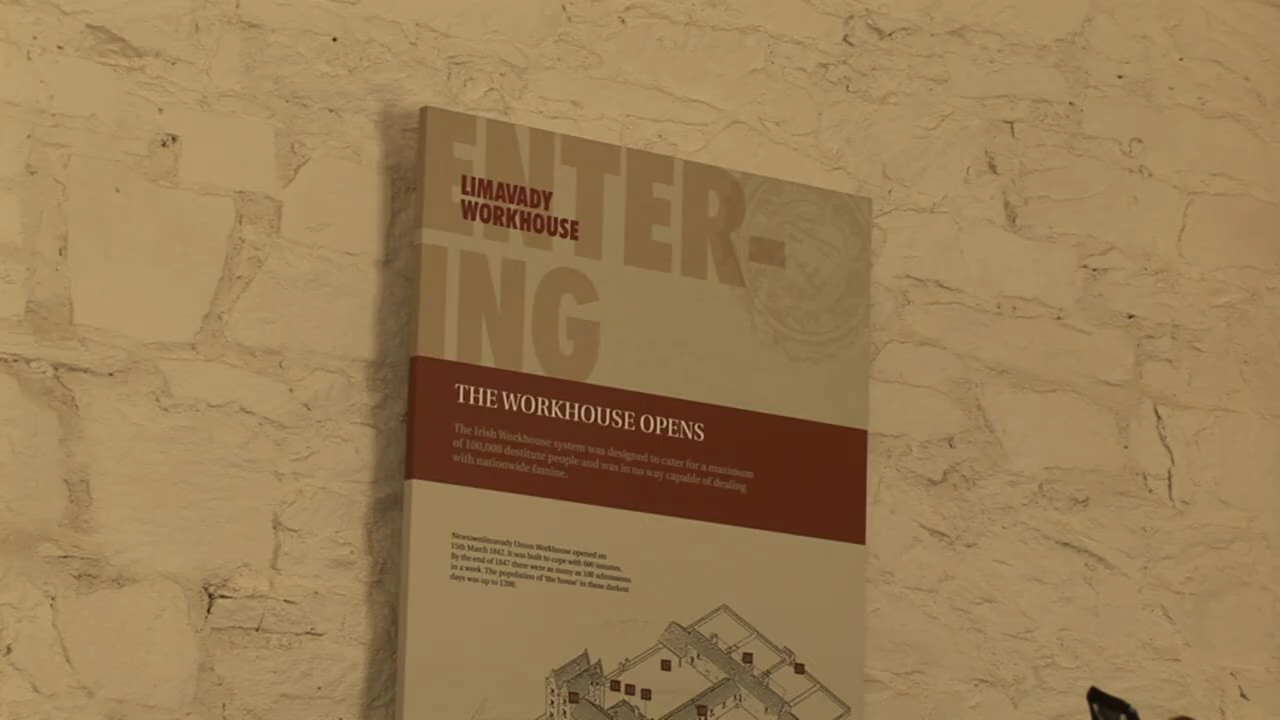 ENTER-
ING
LIMAVADY
WORKHOUSE
THE WORKHOUSE OPENS
The Irish Workhouse system was designed to cater for a maximum
of 100,000 destitute people and was in no way capable of dealing
with nationwide famine.
Newtownlimavady Union Workhouse opened on
15th March 1842. It was built to cope with 600 inmates.
By the end of 1847 there were as many as 100 admissions
in a week. The population of 'the house' in these darkest
days was up to 1200.